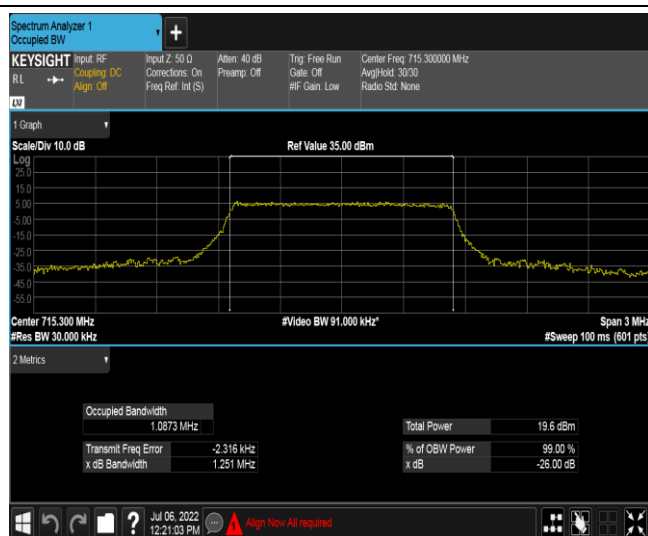 Spectrum Analyzer 1
Occupied BW
+
KEYSIGHT Input: RF Input Z: 50 Ω Atten: 40 dB Trig: Free Run Center Freq: 715.300000 MHz
RL Coupling: DC Corrections: On Preamp: Off Gate: Off Avg|Hold: 30/30
Align: Off Freq Ref: Int (S) #IF Gain: Low Radio Std: None
LXI
1 Graph
Scale/Div 10.0 dB Ref Value 35.00 dBm
Log
25.0
15.0
5.00
-5.00
-15.0
-25.0
-35.0
-45.0
-55.0
Center 715.300 MHz #Video BW 91.000 kHz* Span 3 MHz
#Res BW 30.000 kHz #Sweep 100 ms (601 pts)
2 Metrics
Occupied Bandwidth
1.0873 MHz Total Power 19.6 dBm
Transmit Freq Error -2.316 kHz % of OBW Power 99.00 %
x dB Bandwidth 1.251 MHz x dB -26.00 dB
? Jul 06, 2022
12:21:03 PM Align Now All required